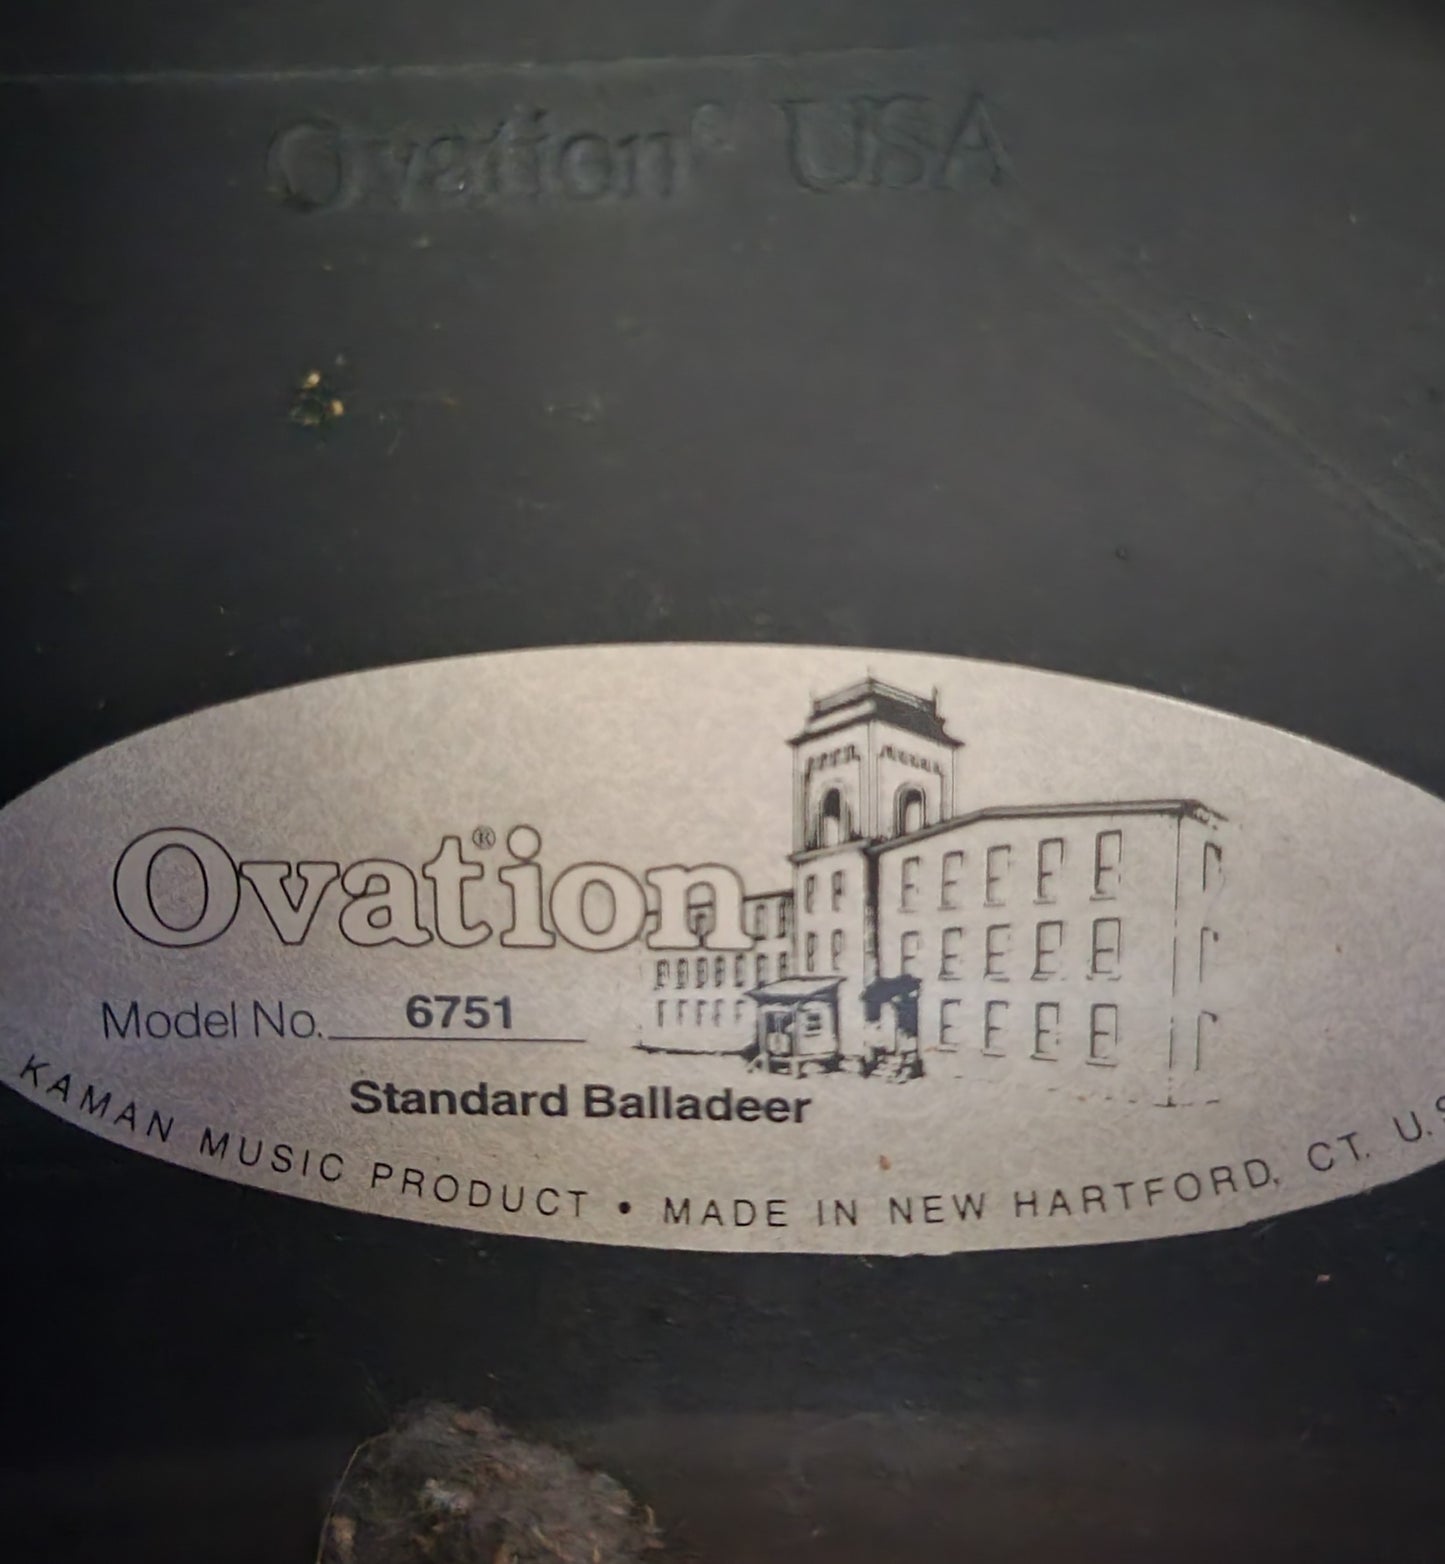 Ovation® USA
Ovation®
Model No. 6751
Standard Balladeer
KAMAN MUSIC PRODUCT • MADE IN NEW HARTFORD, CT. U.S